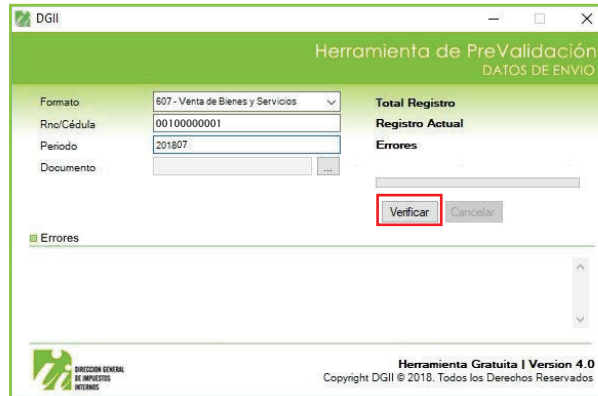 DGII
Herramienta de PreValidación
DATOS DE ENVIO
Formato
607 - Venta de Bienes y Servicios
Total Registro
Rnc/Cédula
00100000001
Registro Actual
Periodo
201807
Errores
Documento
...
Verificar
Cancelar
Errores
DIRECCION GENERAL
DE IMPUESTOS
INTERNOS
Herramienta Gratuita | Version 4.0
Copyright DGII © 2018. Todos los Derechos Reservados